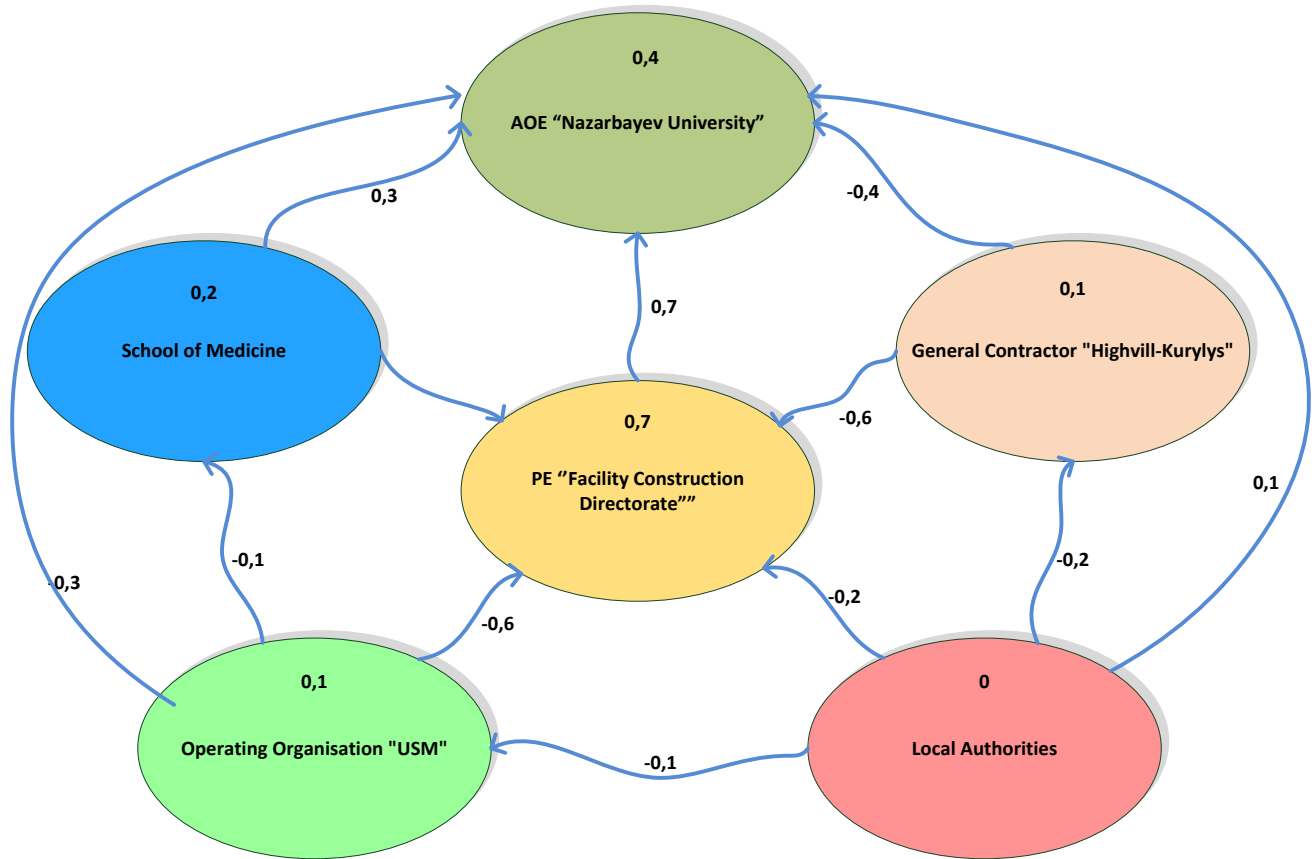 0,4
AOE “Nazarbayev University”
0,3
-0,4
0,2
School of Medicine
0,1
General Contractor "Highvill-Kurylys"
0,7
0,7
PE “Facility Construction
Directorate””
-0,6
0,1
-0,1
-0,2
-0,3
-0,2
-0,6
0,1
Operating Organisation "USM"
0
Local Authorities
-0,1